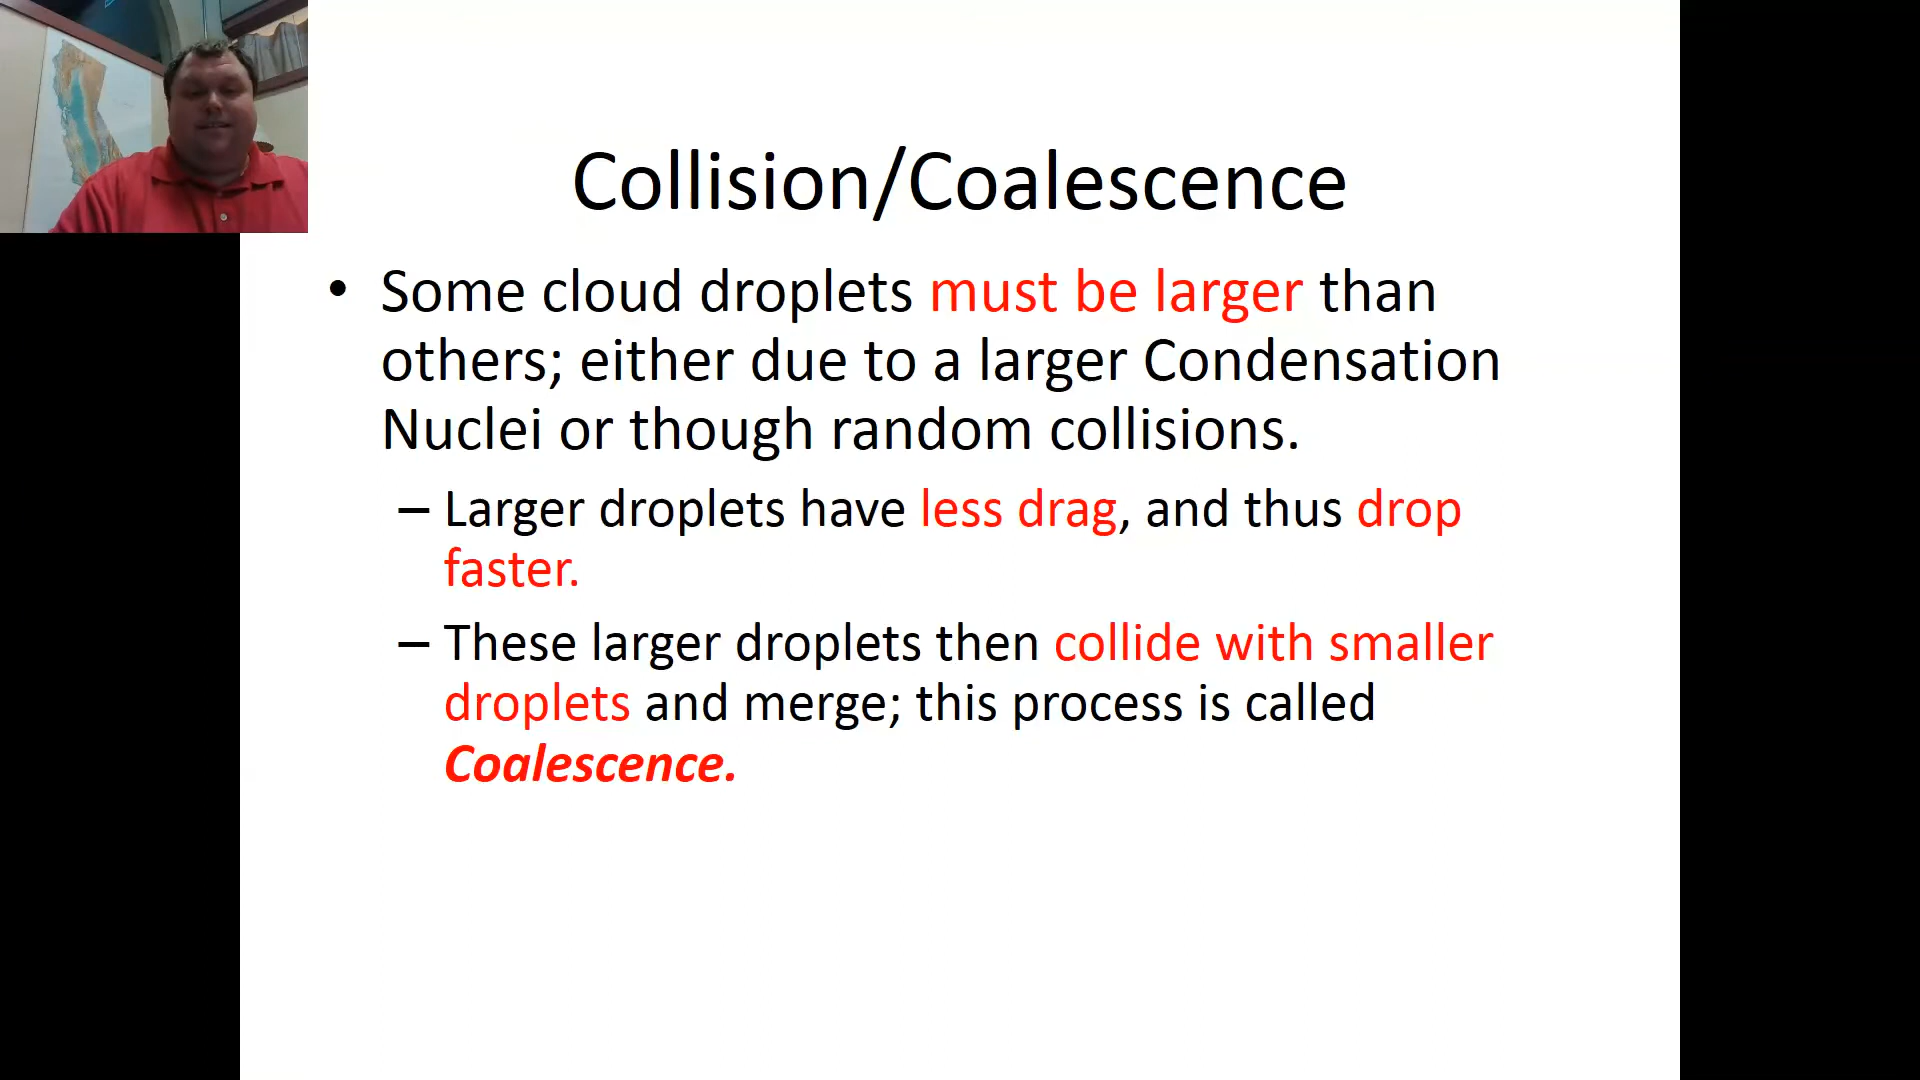 Collision/Coalescence
• Some cloud droplets must be larger than
others; either due to a larger Condensation
Nuclei or though random collisions.
– Larger droplets have less drag, and thus drop
faster.
– These larger droplets then collide with smaller
droplets and merge; this process is called
Coalescence.